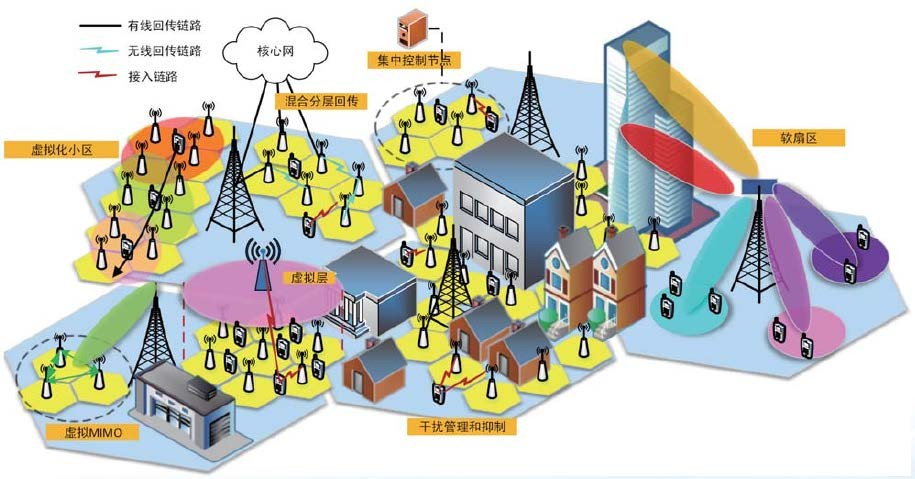 有线回传链路
无线回传链路
接入链路
核心网
集中控制节点
混合分层回传
虚拟化小区
软扇区
虚拟层
虚拟MIMO
干扰管理和抑制